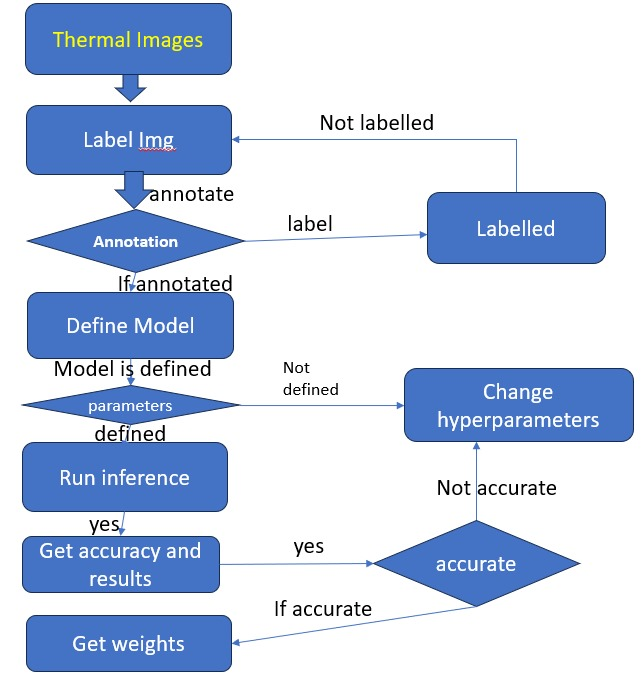 Thermal Images
Label Img
Not labelled
annotate
Annotation
label
Labelled
If annotated
Define Model
Model is defined
Not
defined
parameters
Change
hyperparameters
defined
Run inference
Not accurate
yes
Get accuracy and
results
yes
accurate
If accurate
Get weights